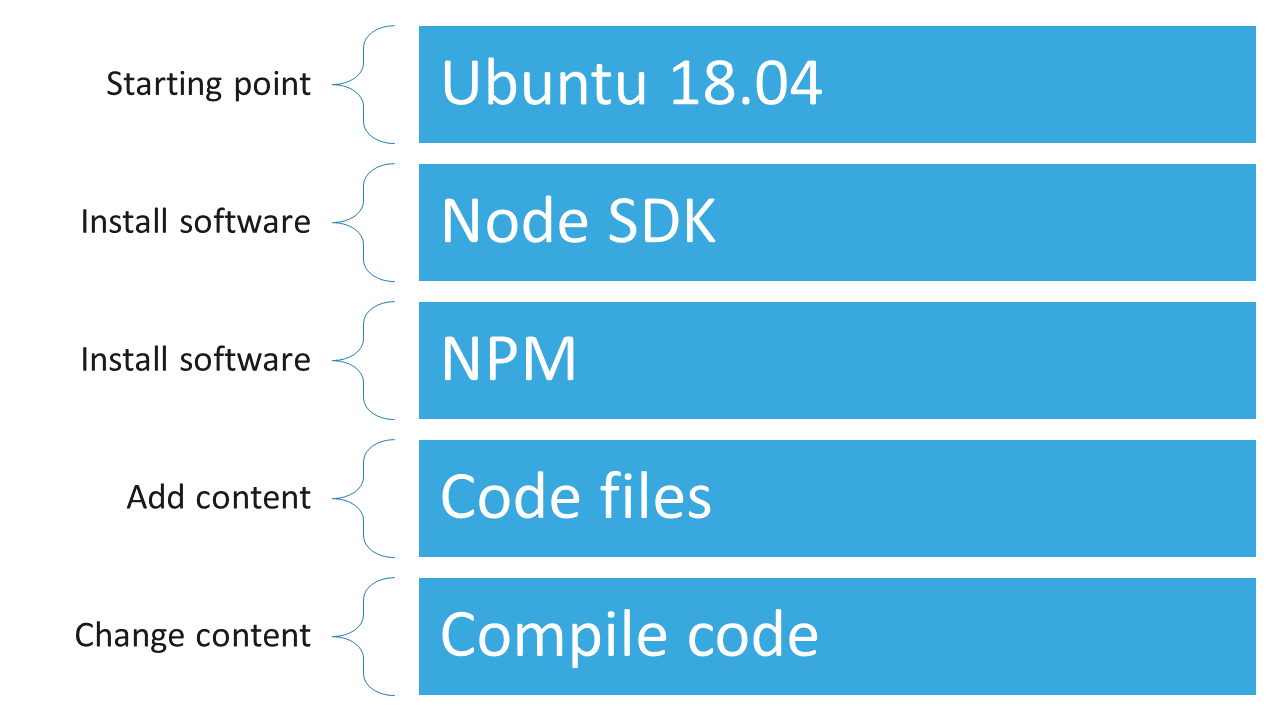 Starting point
Ubuntu 18.04
Install software
Node SDK
Install software
NPM
Add content
Code files
Change content
Compile code